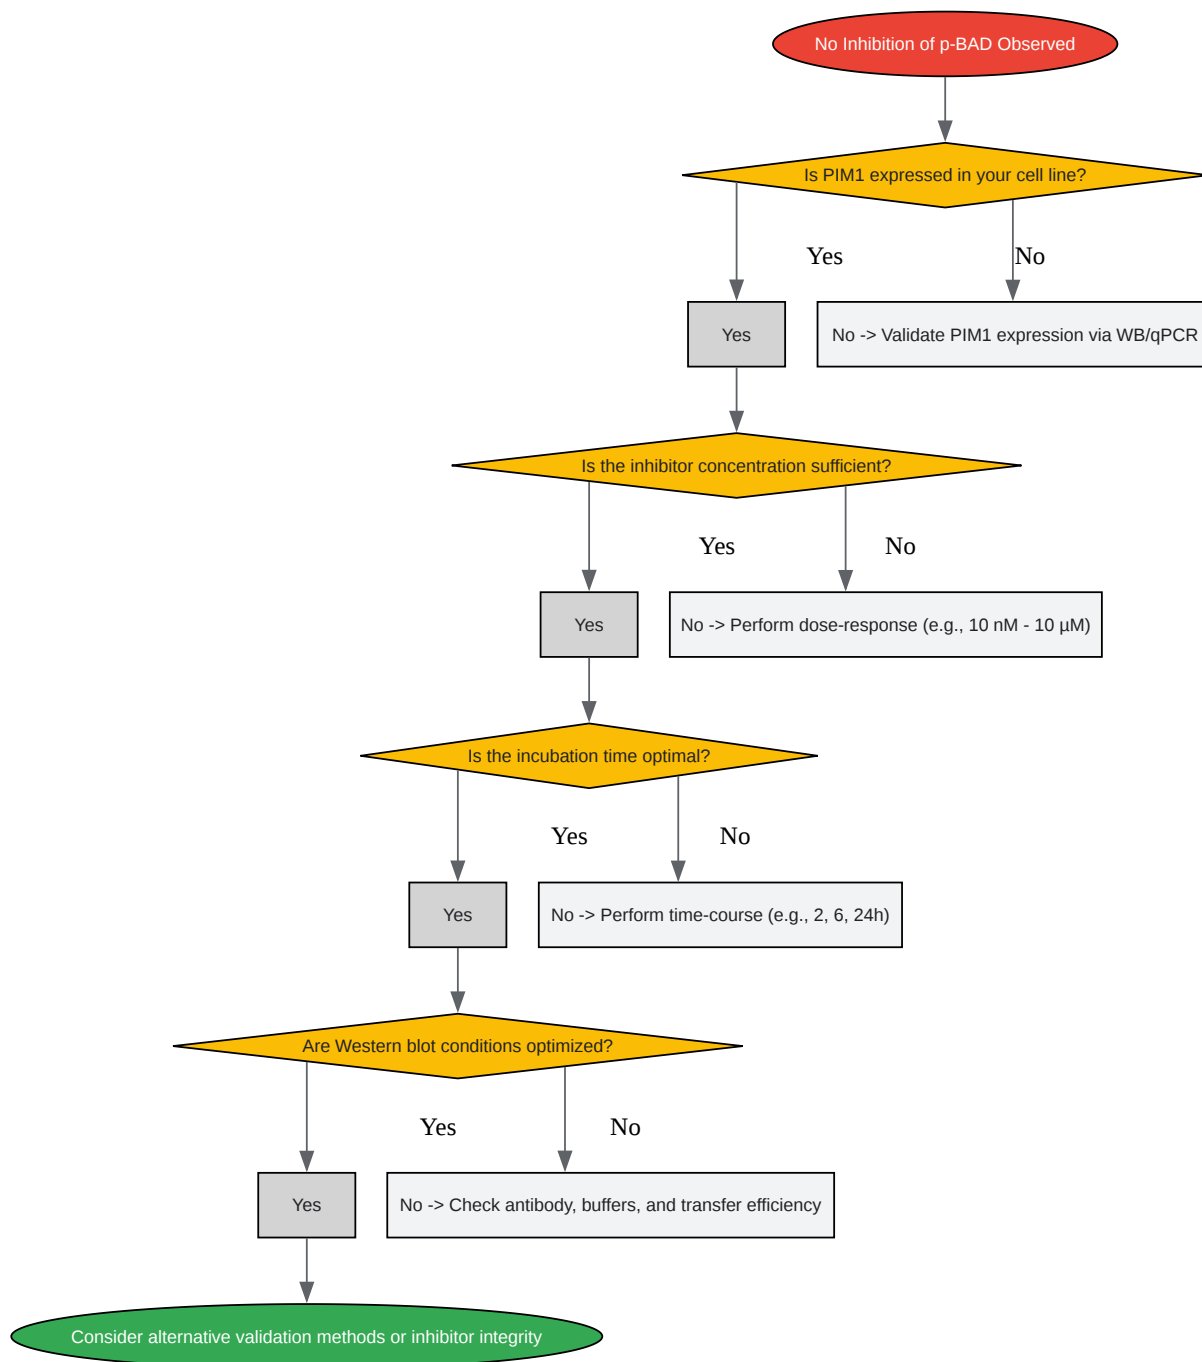 No Inhibition of p-BAD Observed
Is PIM1 expressed in your cell line?
Yes
No
Yes
No -> Validate PIM1 expression via WB/qPCR
Is the inhibitor concentration sufficient?
Yes
No
Yes
No -> Perform dose-response (e.g., 10 nM - 10 µM)
Is the incubation time optimal?
Yes
No
Yes
No -> Perform time-course (e.g., 2, 6, 24h)
Are Western blot conditions optimized?
Yes
No
Yes
No -> Check antibody, buffers, and transfer efficiency
Consider alternative validation methods or inhibitor integrity